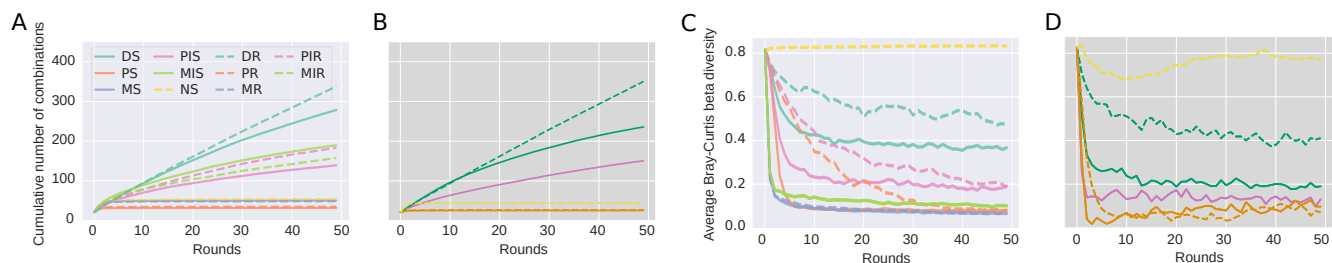 A
B
C
D
Cumulative number of combinations
400
300
200
100
0
DS PIS DR PIR
PS MIS PR MIR
MS NS MR
0 10 20 30 40 50
Rounds
0 10 20 30 40 50
Rounds
Average Bray-Curtis beta diversity
0.8
0.6
0.4
0.2
0.0
0 10 20 30 40 50
Rounds
0 10 20 30 40 50
Rounds